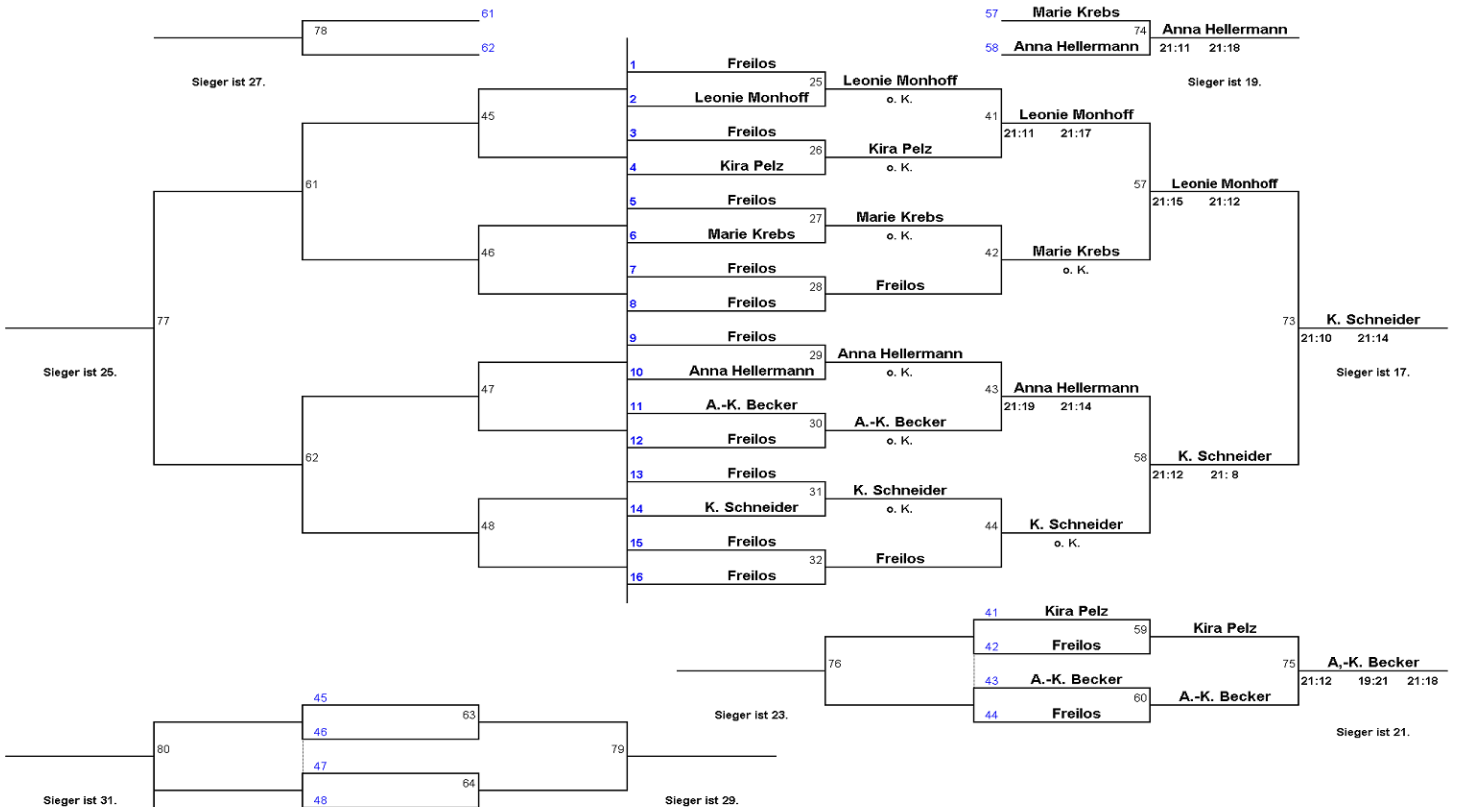 61
57 Marie Krebs
78
74 Anna Hellermann
62
58 Anna Hellermann
21:11 21:18
Sieger ist 27.
Sieger ist 19.
1 Freilos
25 Leonie Monhoff
2 Leonie Monhoff
o. K.
45
41 Leonie Monhoff
3 Freilos
21:11 21:17
26 Kira Pelz
4 Kira Pelz
o. K.
61
57 Leonie Monhoff
5 Freilos
21:15 21:12
27 Marie Krebs
6 Marie Krebs
o. K.
46
42 Marie Krebs
7 Freilos
o. K.
28 Freilos
8 Freilos
77
73 K. Schneider
9 Freilos
21:10 21:14
29 Anna Hellermann
10 Anna Hellermann
o. K.
Sieger ist 25.
Sieger ist 17.
47
43 Anna Hellermann
11 A.-K. Becker
21:19 21:14
30 A.-K. Becker
12 Freilos
o. K.
62
58 K. Schneider
13 Freilos
21:12 21: 8
31 K. Schneider
14 K. Schneider
o. K.
48
44 K. Schneider
15 Freilos
o. K.
32 Freilos
16 Freilos
41 Kira Pelz
59 Kira Pelz
42 Freilos
76
75 A,-K. Becker
43 A.-K. Becker
21:12 19:21 21:18
60 A.-K. Becker
44 Freilos
Sieger ist 23.
Sieger ist 21.
45
63
46
80
79
47
64
48
Sieger ist 31.
Sieger ist 29.